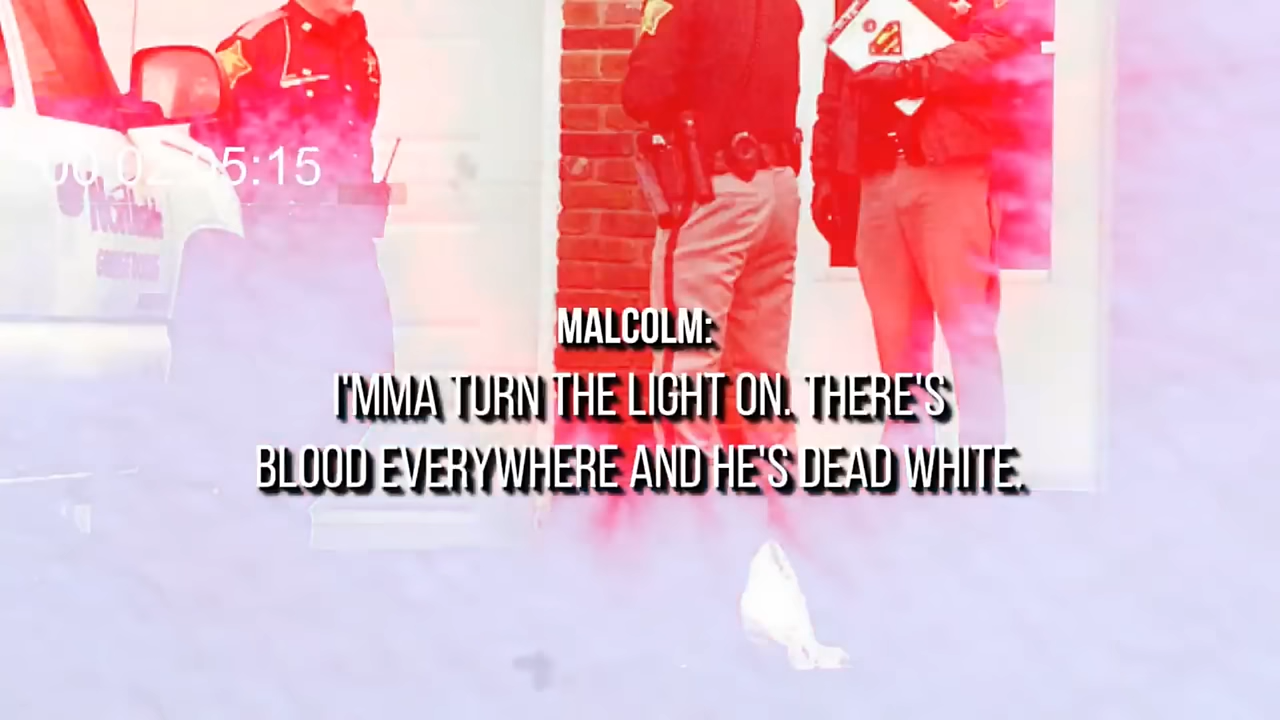 MALCOLM:
I'MMA TURN THE LIGHT ON. THERE'S
BLOOD EVERYWHERE AND HE'S DEAD WHITE.